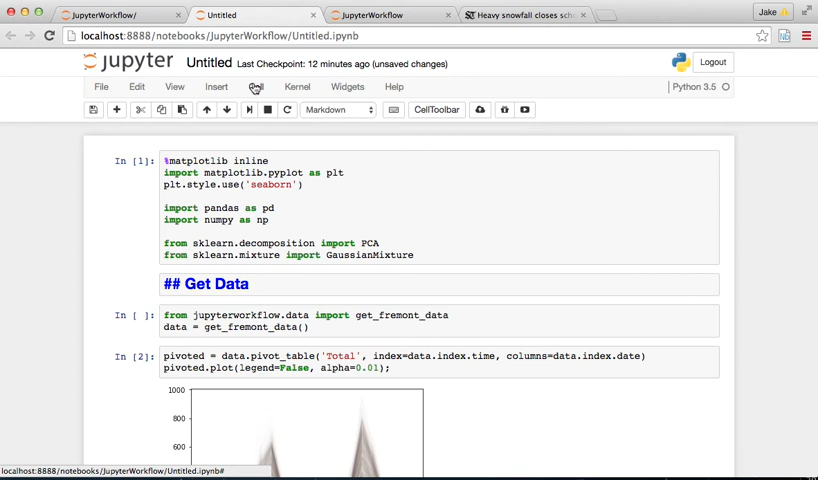 JupyterWorkflow/
Untitled
JupyterWorkflow
Heavy snowfall closes sch
Jake
localhost:8888/notebooks/JupyterWorkflow/Untitled.ipynb
jupyter Untitled Last Checkpoint: 12 minutes ago (unsaved changes)
Logout
File Edit View Insert Cell Kernel Widgets Help
Python 3.5
Markdown
CellToolbar
In [1]: %matplotlib inline
import matplotlib.pyplot as plt
plt.style.use('seaborn')
import pandas as pd
import numpy as np
from sklearn.decomposition import PCA
from sklearn.mixture import GaussianMixture
## Get Data
In [ ]: from jupyterworkflow.data import get_fremont_data
data = get_fremont_data()
In [2]: pivoted = data.pivot_table('Total', index=data.index.time, columns=data.index.date)
pivoted.plot(legend=False, alpha=0.01);
1000
800
600
localhost:8888/notebooks/JupyterWorkflow/Untitled.ipynb#